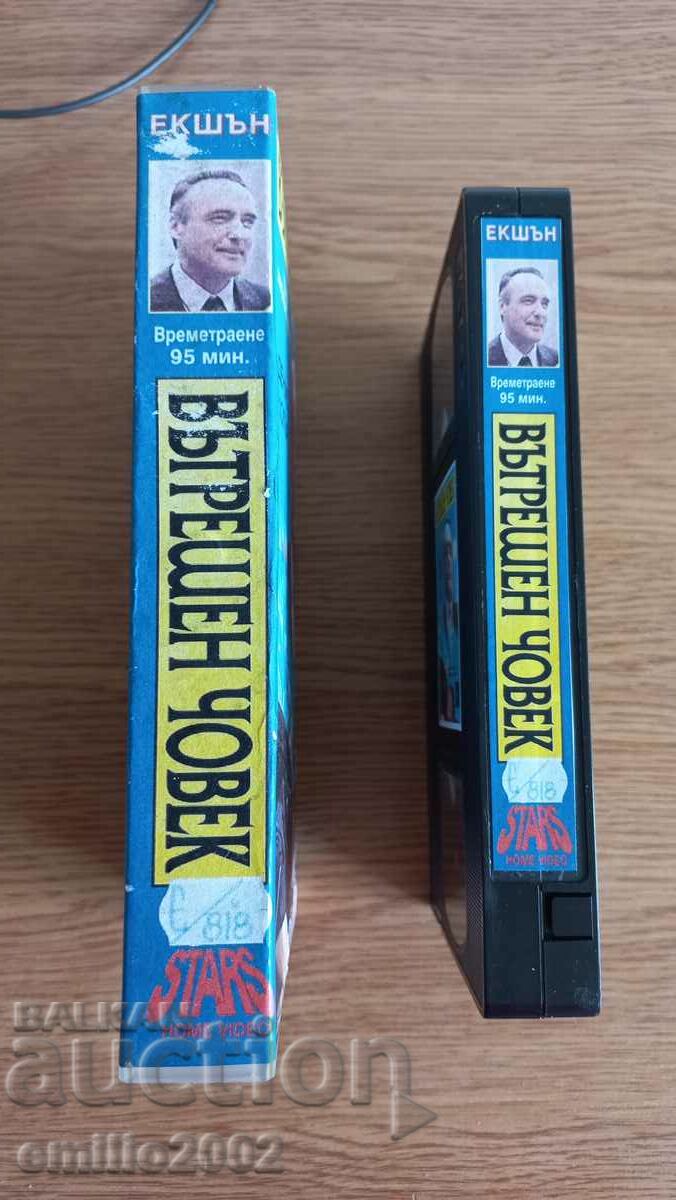 ЕКШЪН
Времетраене
95 мин.
ВЪТРЕШЕН ЧОВЕК
818
STARS
HOME VIDEO
ЕКШЪН
Времетраене
95 мин.
ВЪТРЕШЕН ЧОВЕК
818
STARS
HOME VIDEO
BALKAN
auction
emilio2002